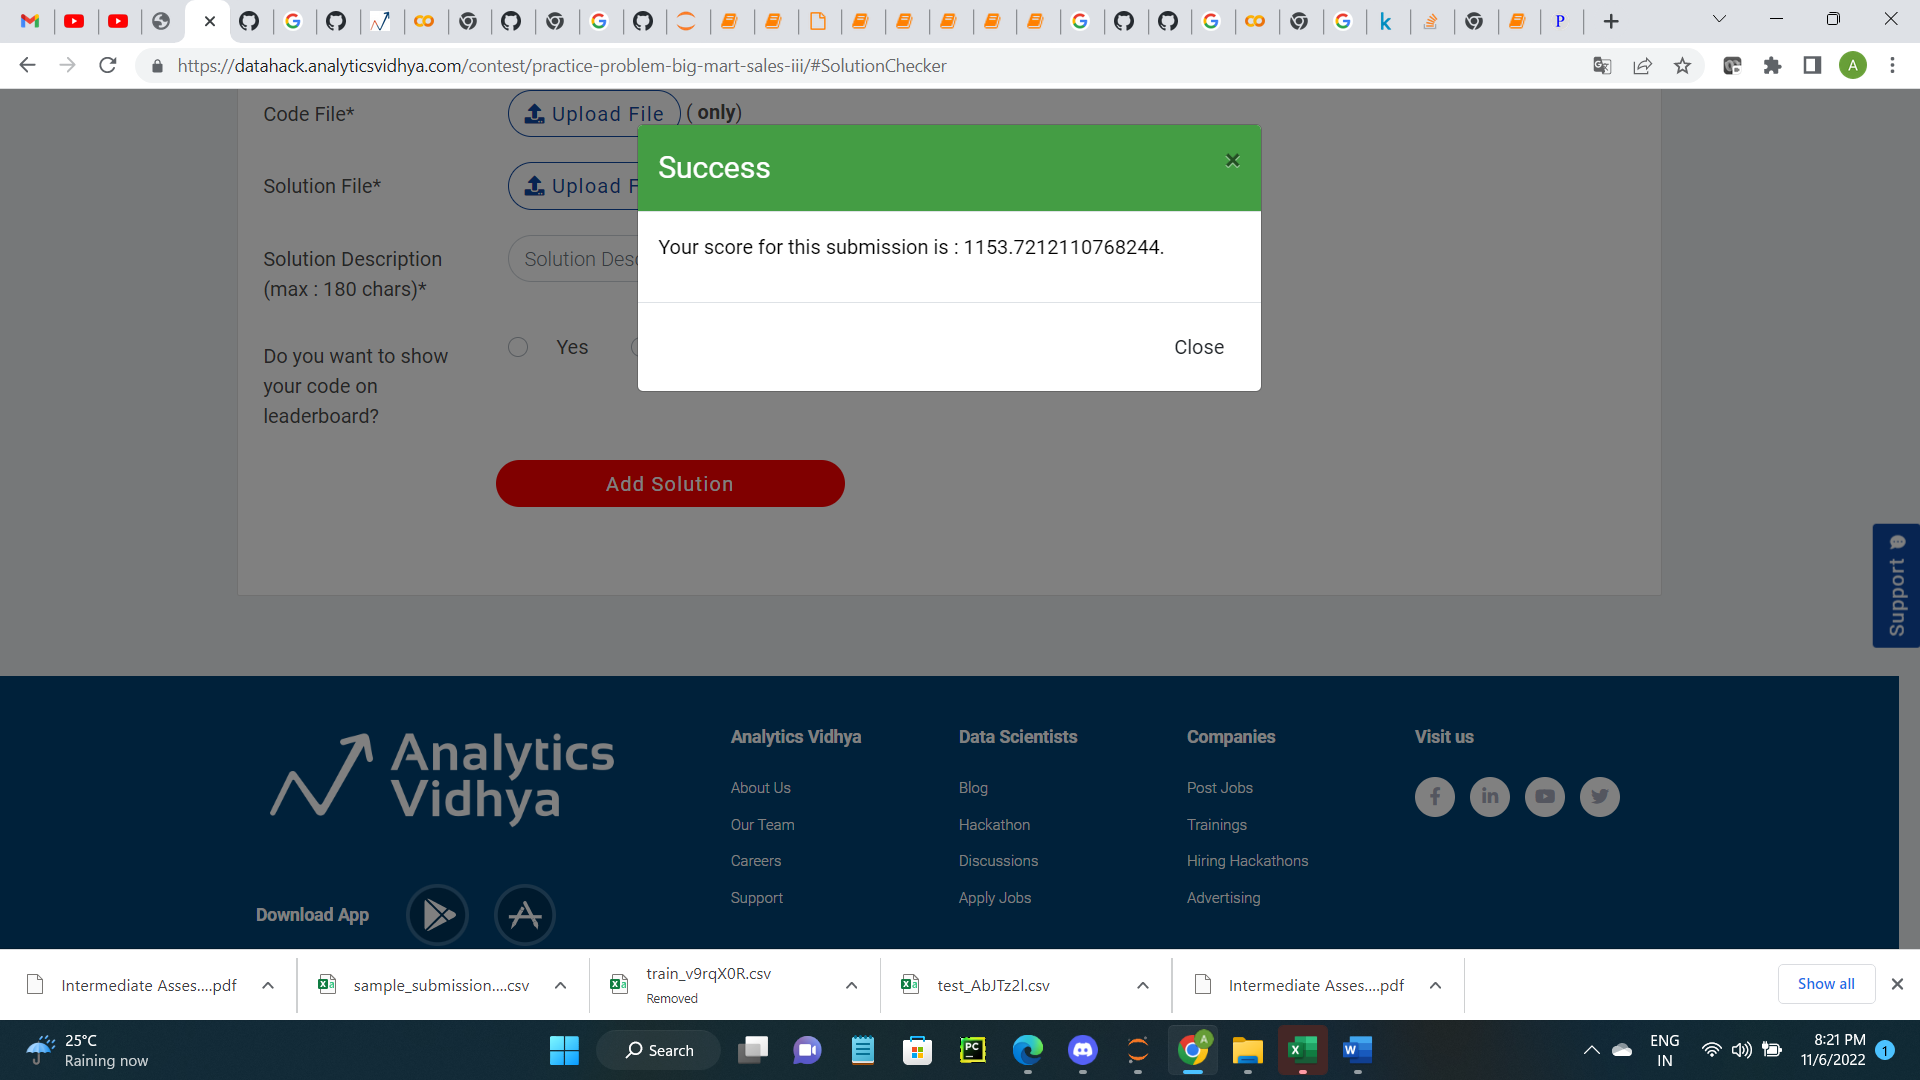 https://datahack.analyticsvidhya.com/contest/practice-problem-big-mart-sales-iii/#SolutionChecker
A
Code File*
Upload File
( only)
Success
×
Solution File*
Upload F
Your score for this submission is : 1153.7212110768244.
Solution Description
(max : 180 chars)*
Solution Desc
Do you want to show
your code on
leaderboard?
Yes
Close
Add Solution
Support
Analytics
Vidhya
Analytics Vidhya
About Us
Our Team
Careers
Support
Data Scientists
Blog
Hackathon
Discussions
Apply Jobs
Companies
Post Jobs
Trainings
Hiring Hackathons
Advertising
Visit us
Download App
Intermediate Asses....pdf
sample_submission....csv
train_v9rqX0R.csv
Removed
test_AbJTz2l.csv
Intermediate Asses....pdf
Show all
25°C
Raining now
Search
ENG
IN
8:21 PM
11/6/2022
1